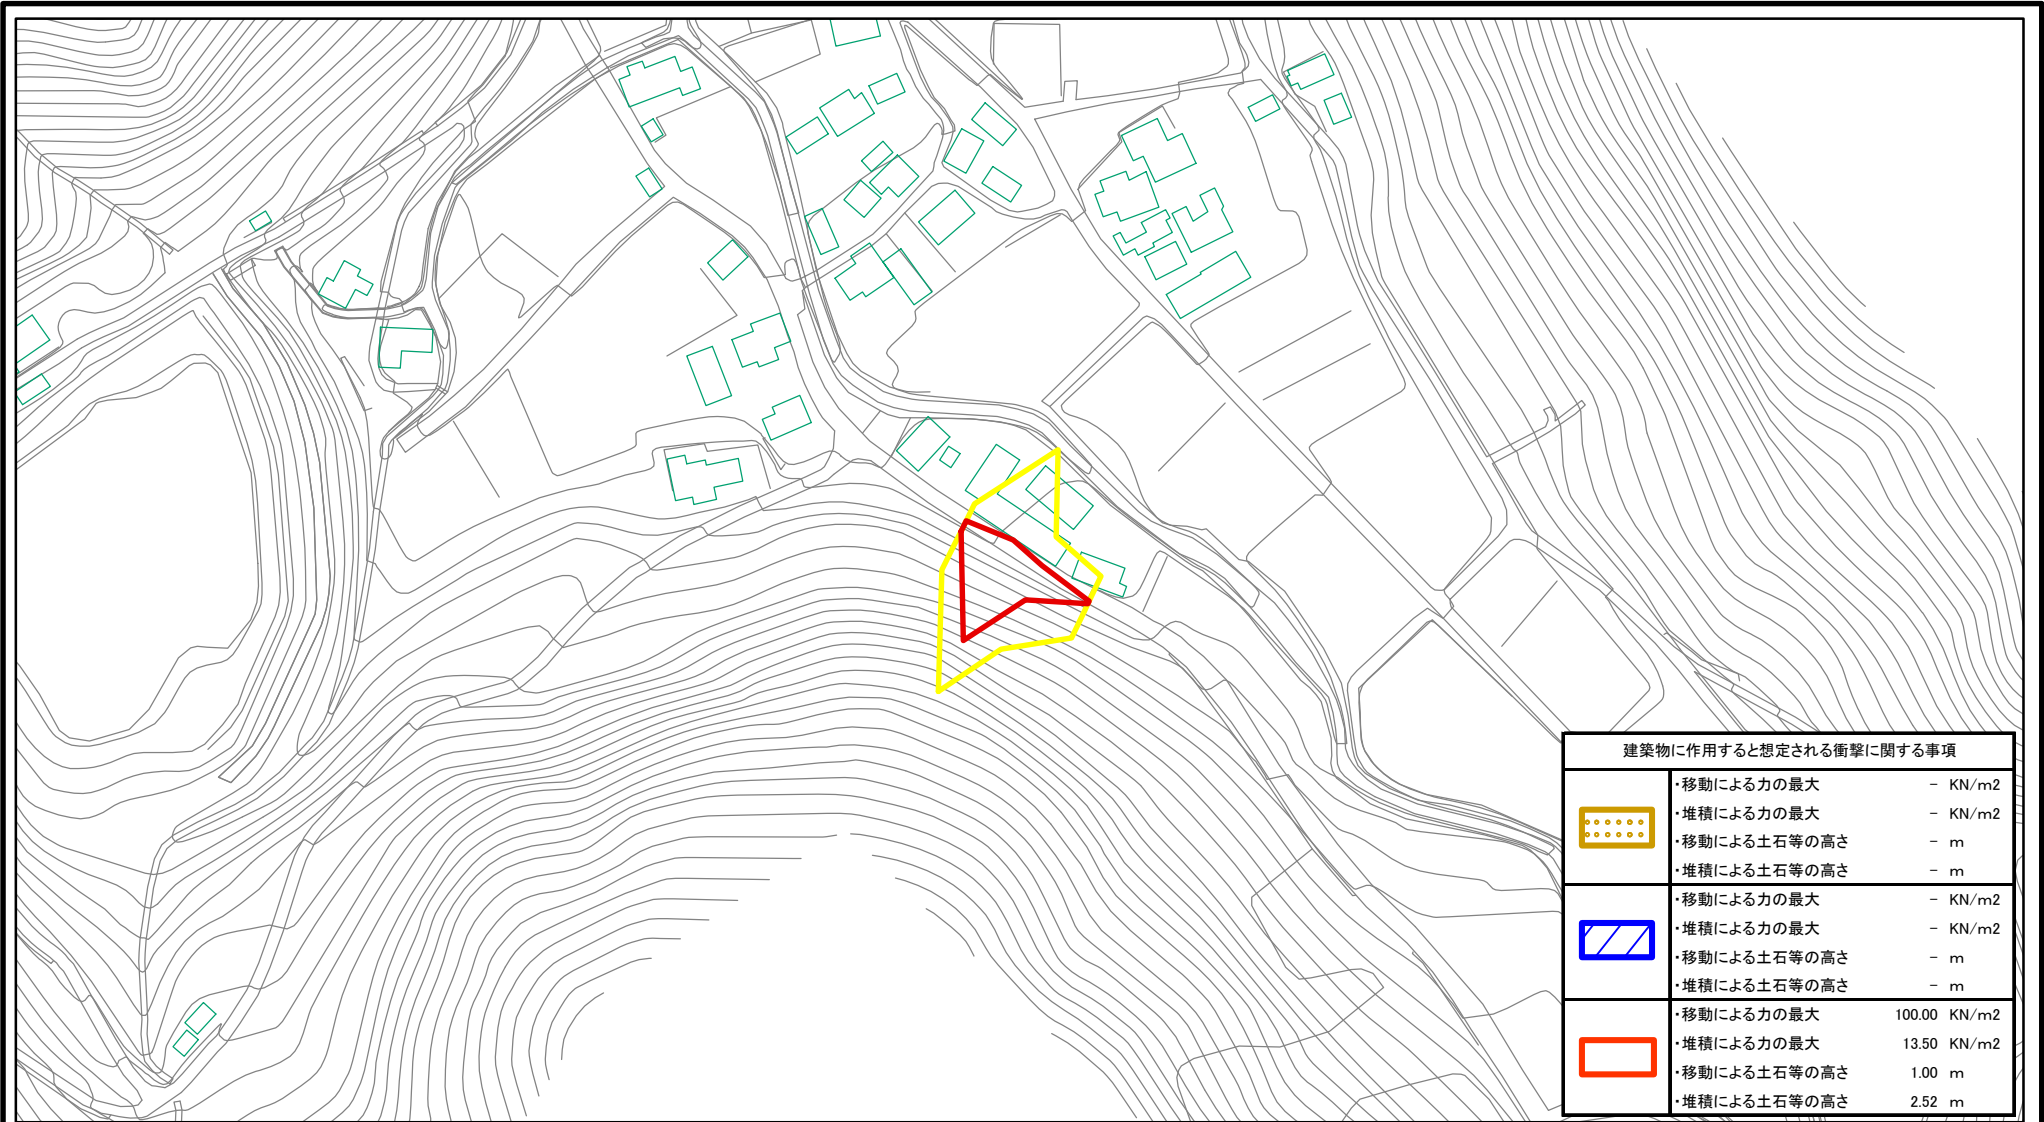 建築物に作用すると想定される衝撃に関する事項
・移動による力の最大 － KN/m2
・堆積による力の最大 － KN/m2
・移動による土石等の高さ － m
・堆積による土石等の高さ － m
・移動による力の最大 － KN/m2
・堆積による力の最大 － KN/m2
・移動による土石等の高さ － m
・堆積による土石等の高さ － m
・移動による力の最大 100.00 KN/m2
・堆積による力の最大 13.50 KN/m2
・移動による土石等の高さ 1.00 m
・堆積による土石等の高さ 2.52 m